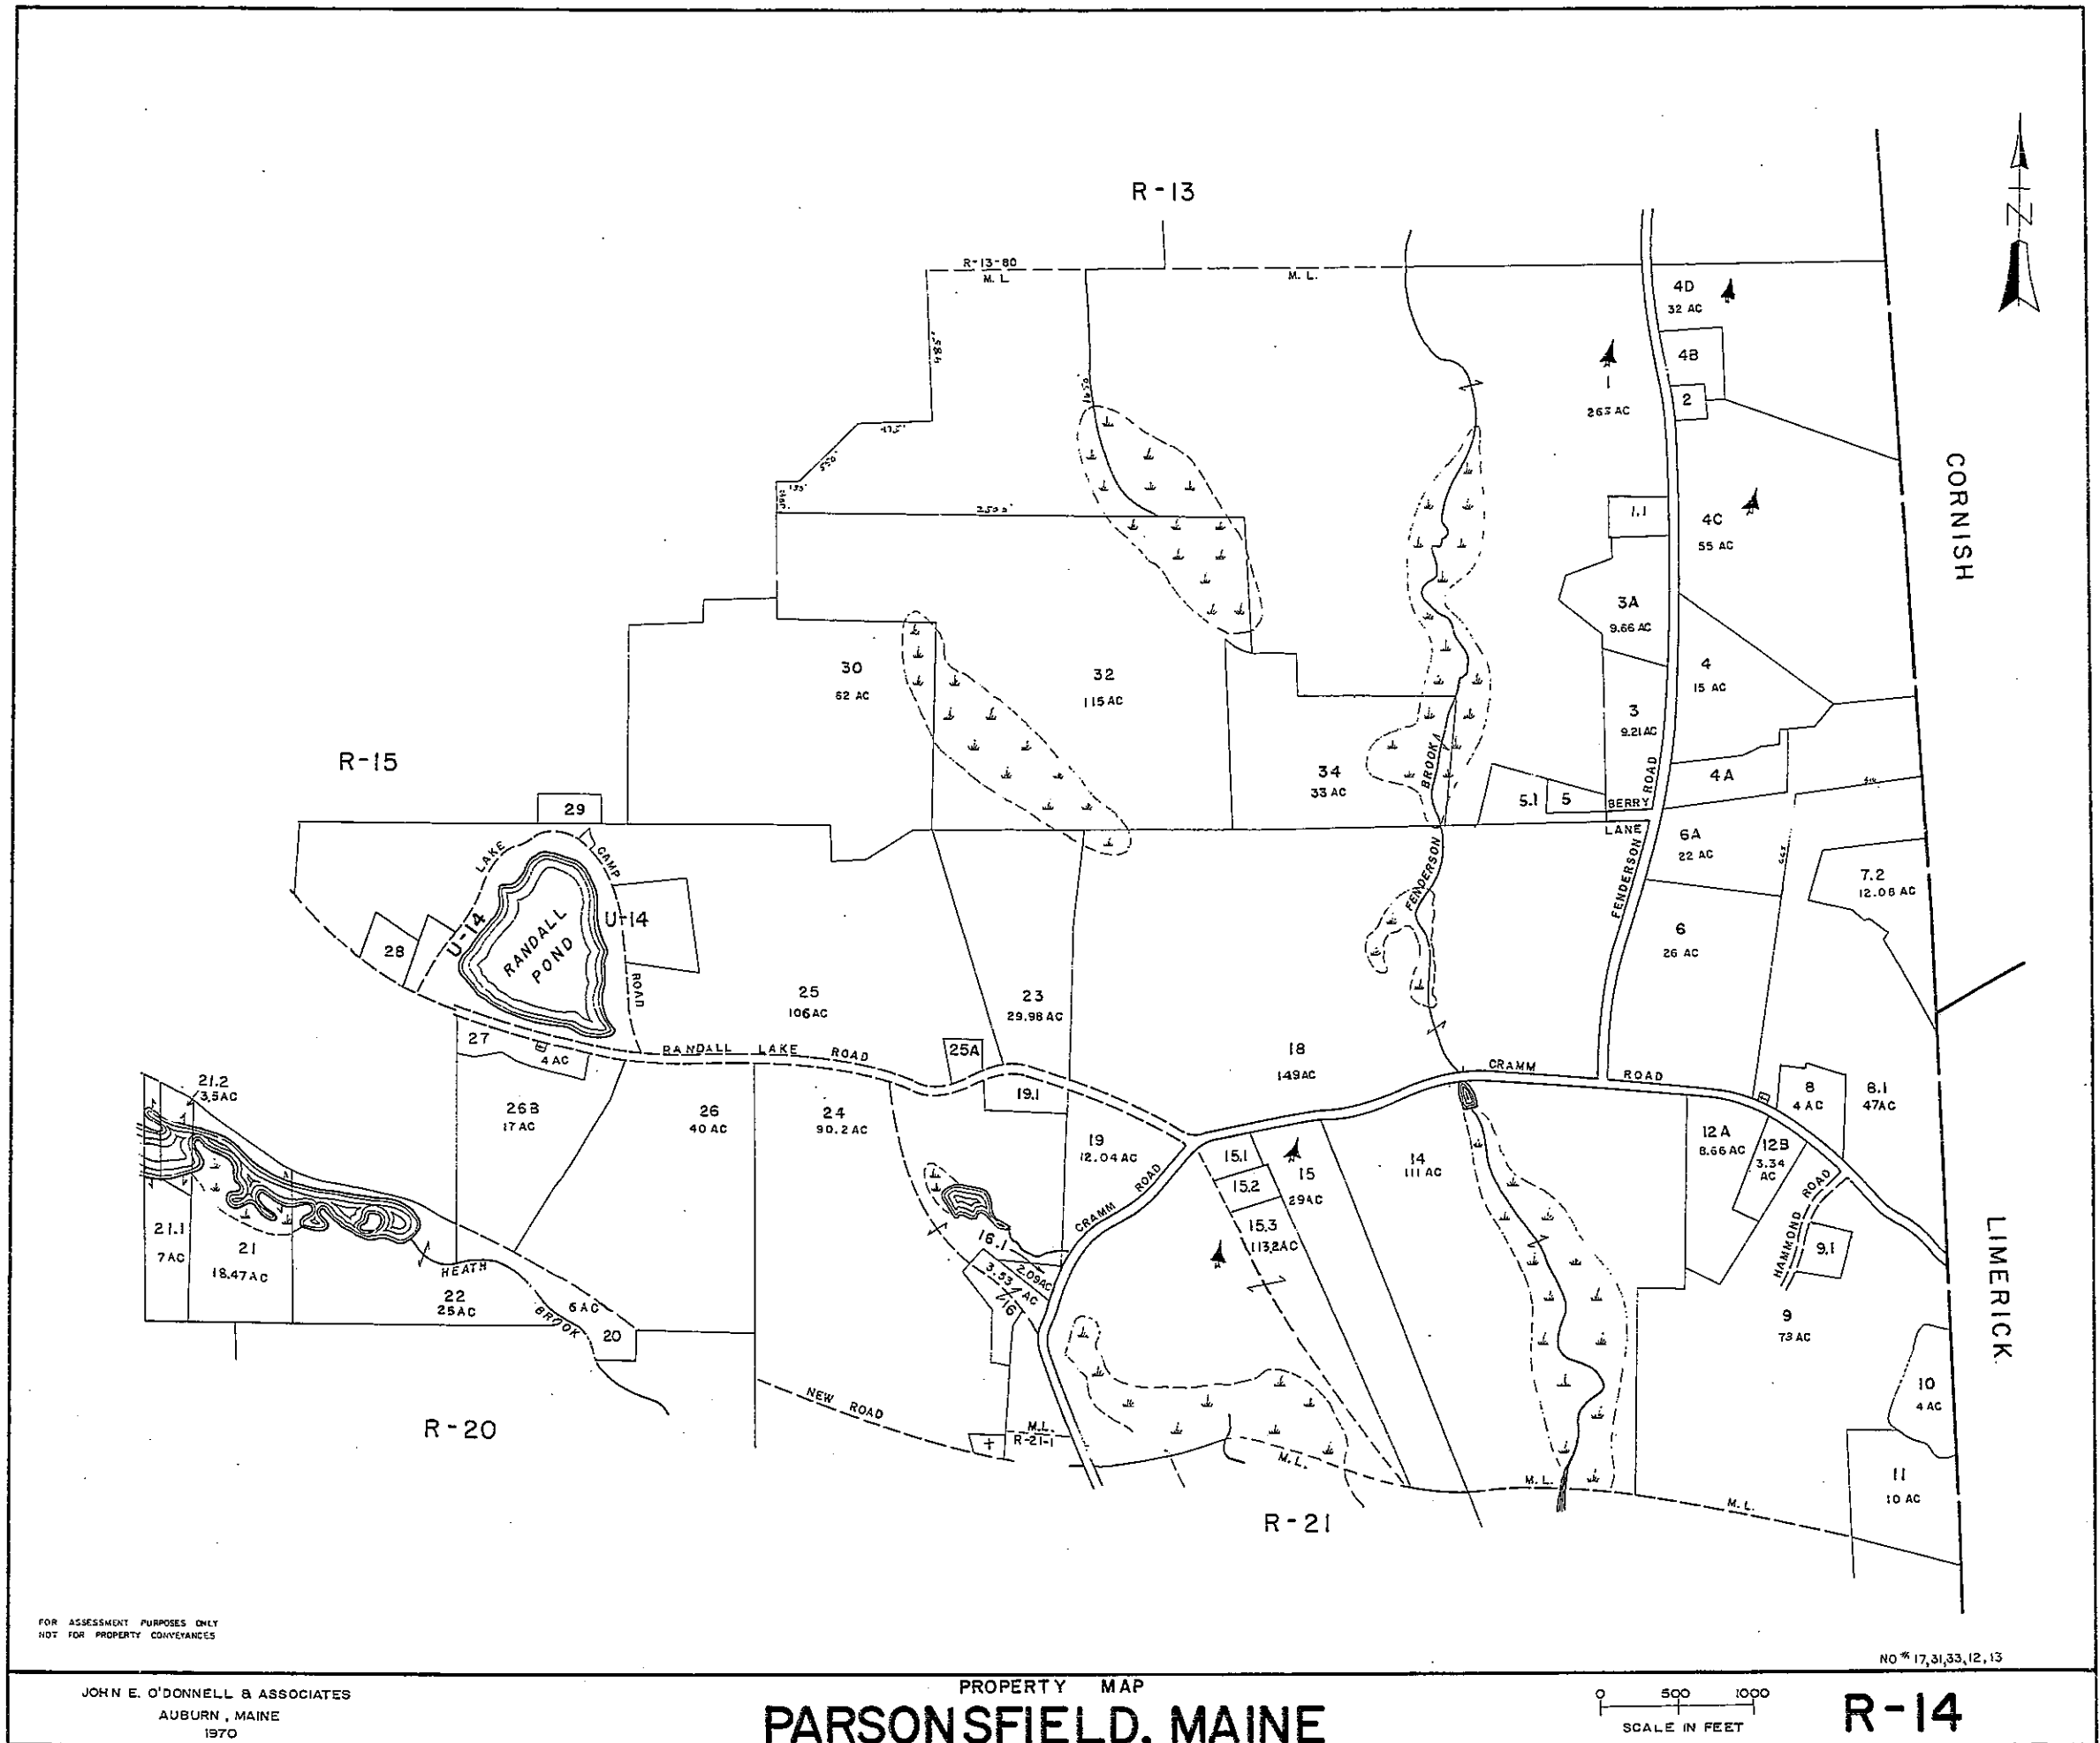 R-13
R-13-80
M. L.
M. L.
4D
32 AC
4B
2
1
485'
1650'
475'
550'
135'
2500'
1.1
4C
55 AC
CORNISH
3A
9.66 AC
30
62 AC
32
115 AC
4
15 AC
3
9.21 AC
R-15
34
33 AC
BROOK
4A
5.1
5
BERRY
LANE
ROAD
29
6A
22 AC
7.2
12.08 AC
LAKE
CAMP
ROAD
U-14
U-14
RANDALL
POND
28
FENDERSON
FENDERSON
6
26 AC
25
106 AC
23
29.98 AC
27
4 AC
RANDALL LAKE ROAD
25A
18
149 AC
CRAMM ROAD
19.1
21.2
3.5 AC
26B
17 AC
26
40 AC
24
90.2 AC
8
4 AC
8.1
47 AC
19
12.04 AC
15.1
15.2
15
29 AC
14
111 AC
12A
8.66 AC
12B
3.34
AC
CRAMM ROAD
HAMMOND ROAD
9.1
LIMERICK
21.1
7 AC
21
18.47 AC
15.3
113.2 AC
16.1
2.09 AC
3.53
AC
16
HEATH
BROOK
22
25 AC
6 AC
20
9
73 AC
10
4 AC
NEW ROAD
M.L.
R-21-1
R-20
M.L.
M.L.
M.L.
11
10 AC
R-21
FOR ASSESSMENT PURPOSES ONLY
NOT FOR PROPERTY CONVEYANCES
NO # 17,31,33,12,13
JOHN E. O'DONNELL & ASSOCIATES
AUBURN, MAINE
1970
PROPERTY MAP
PARSONSFIELD, MAINE
0 500 1000
SCALE IN FEET
R-14